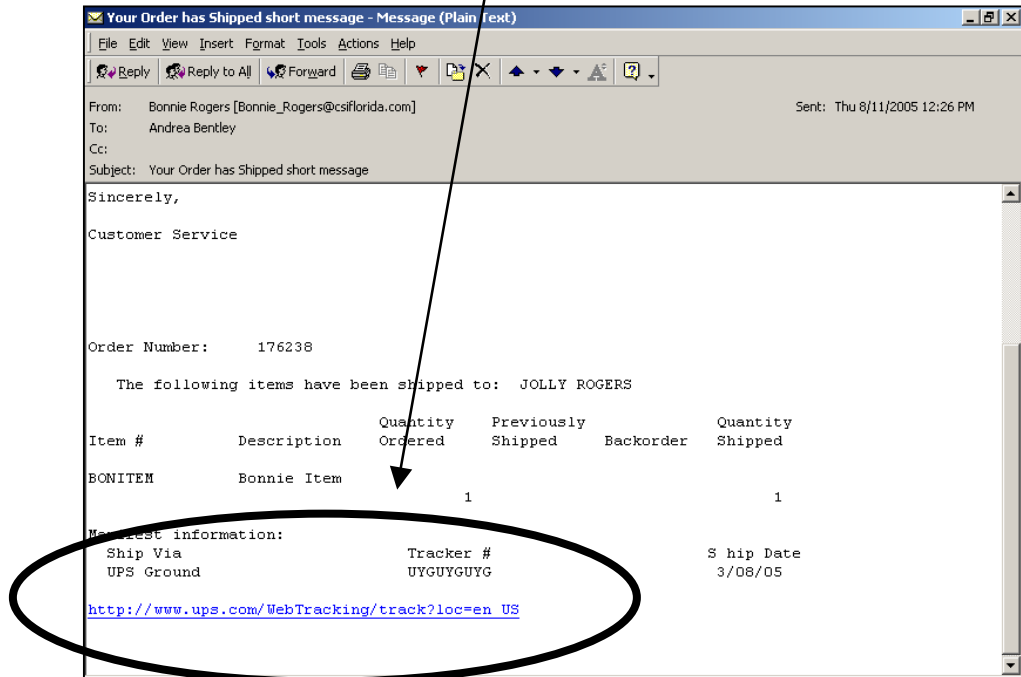 Your Order has Shipped short message - Message (Plain Text)
File Edit View Insert Format Tools Actions Help
Reply Reply to All Forward
From: Bonnie Rogers [Bonnie_Rogers@csiflorida.com] Sent: Thu 8/11/2005 12:26 PM
To: Andrea Bentley
Cc:
Subject: Your Order has Shipped short message
Sincerely,
Customer Service
Order Number: 176238
The following items have been shipped to: JOLLY ROGERS
Quantity Previously Quantity
Item # Description Ordered Shipped Backorder Shipped
BONITEM Bonnie Item
1 1
Manifest information:
Ship Via Tracker # S hip Date
UPS Ground UYGUYGUYG 3/08/05
http://www.ups.com/WebTracking/track?loc=en_US